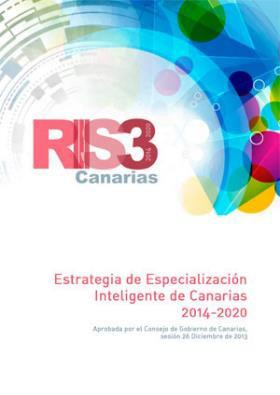 RIS3
2014 2020
Canarias
Estrategia de Especialización
Inteligente de Canarias
2014-2020
Aprobada por el Consejo de Gobierno de Canarias,
sesión 26 Diciembre de 2013